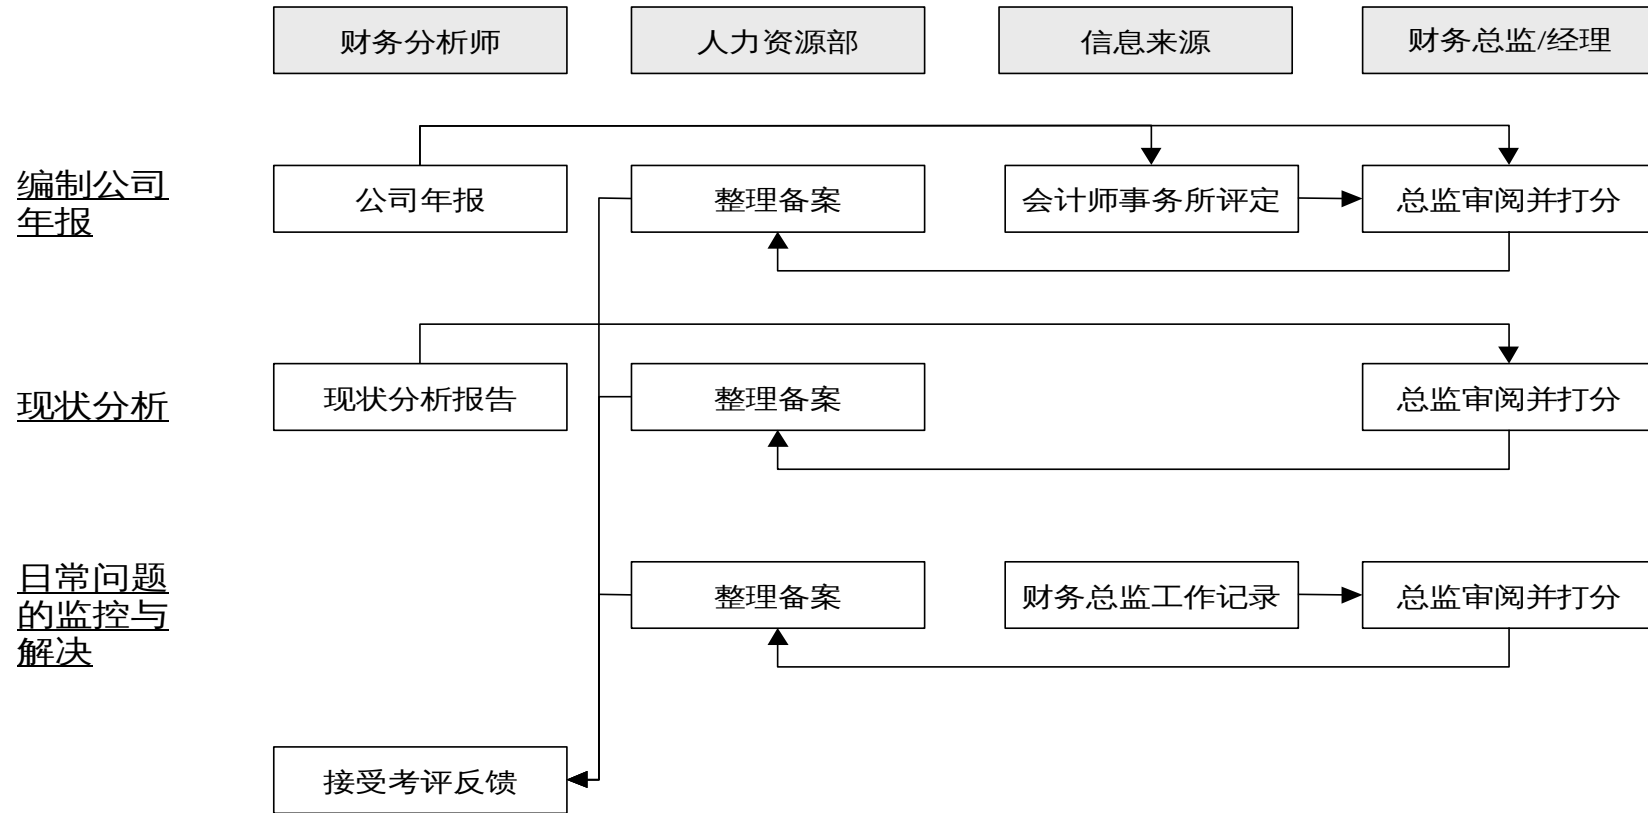 财务分析师
人力资源部
信息来源
财务总监/经理
编制公司
年报
公司年报
整理备案
会计师事务所评定
总监审阅并打分
现状分析
现状分析报告
整理备案
总监审阅并打分
日常问题
的监控与
解决
整理备案
财务总监工作记录
总监审阅并打分
接受考评反馈